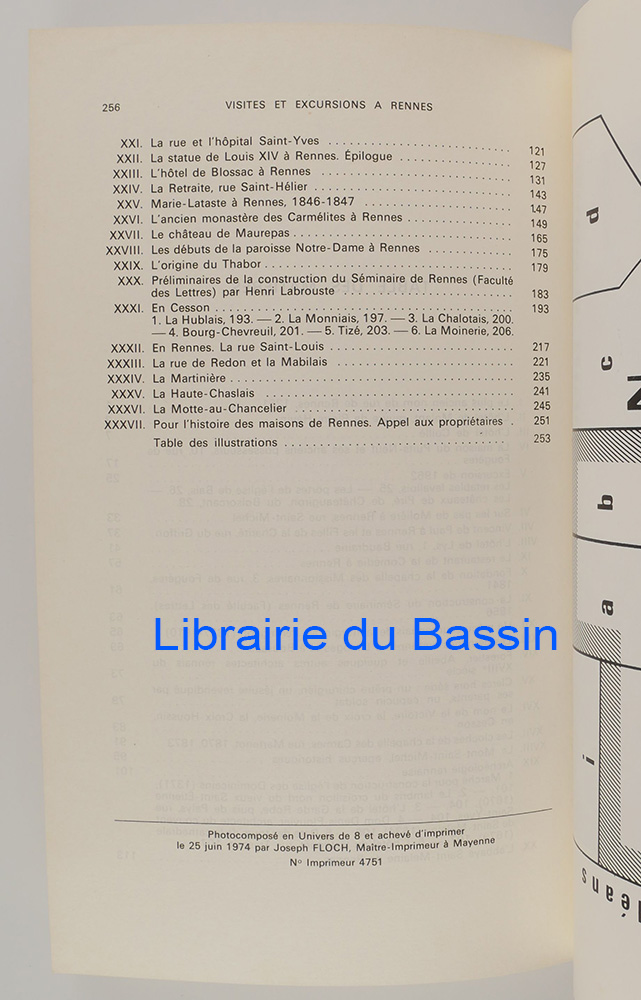 256 VISITES ET EXCURSIONS A RENNES
XXI. La rue et l'hôpital Saint-Yves 121
XXII. La statue de Louis XIV à Rennes. Épilogue 127
XXIII. L'hôtel de Blossac à Rennes 131
XXIV. La Retraite, rue Saint-Hélier 143
XXV. Marie-Lataste à Rennes, 1846-1847 147
XXVI. L'ancien monastère des Carmélites à Rennes 149
XXVII. Le château de Maurepas 165
XXVIII. Les débuts de la paroisse Notre-Dame à Rennes 175
XXIX. L'origine du Thabor 179
XXX. Préliminaires de la construction du Séminaire de Rennes (Faculté
des Lettres) par Henri Labrouste 183
XXXI. En Cesson 193
1. La Hublais, 193. — 2. La Monniais, 197. — 3. La Chalotais, 200.
— 4. Bourg-Chevreuil, 201. — 5. Tizé, 203. — 6. La Moinerie, 206.
XXXII. En Rennes. La rue Saint-Louis 217
XXXIII. La rue de Redon et la Mabilais 221
XXXIV. La Martinière 235
XXXV. La Haute-Chaslais 241
XXXVI. La Motte-au-Chancelier 245
XXXVII. Pour l'histoire des maisons de Rennes. Appel aux propriétaires . 251
Table des illustrations 253
Librairie du Bassin
Photocomposé en Univers de 8 et achevé d'imprimer
le 25 juin 1974 par Joseph FLOCH, Maître-Imprimeur à Mayenne
No Imprimeur 4751
d
c
N
b
a
i
léans